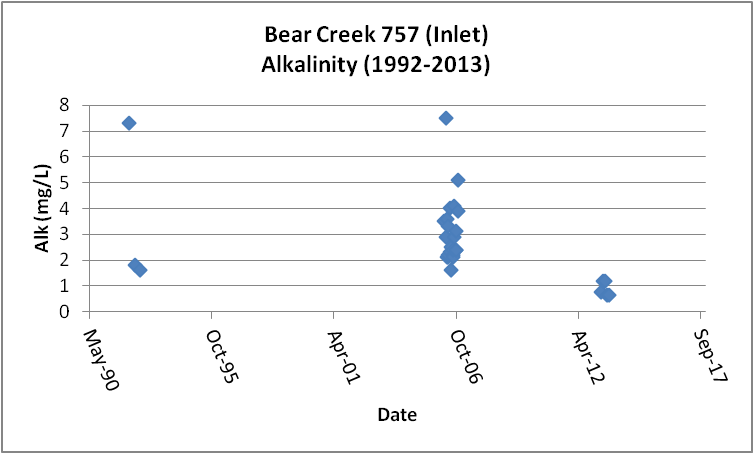 Bear Creek 757 (Inlet)
Alkalinity (1992-2013)
8
7
6
5
4
3
2
1
0
Alk (mg/L)
May-90
Oct-95
Apr-01
Oct-06
Apr-12
Sep-17
Date